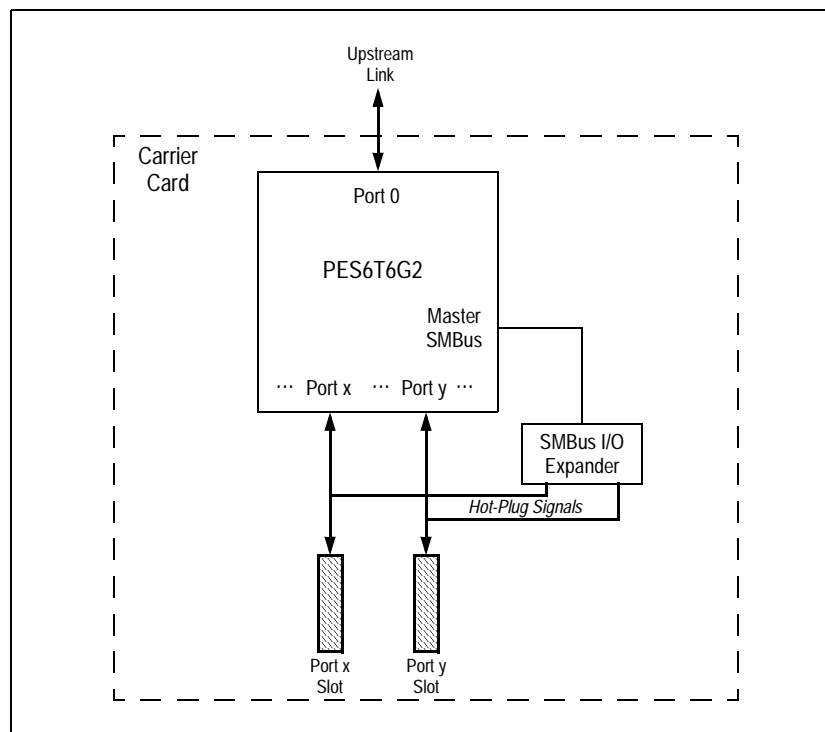 Upstream
Link
Carrier
Card
Port 0
PES6T6G2
Master
SMBus
··· Port x ··· Port y ···
SMBus I/O
Expander
Hot-Plug Signals
Port x
Slot
Port y
Slot